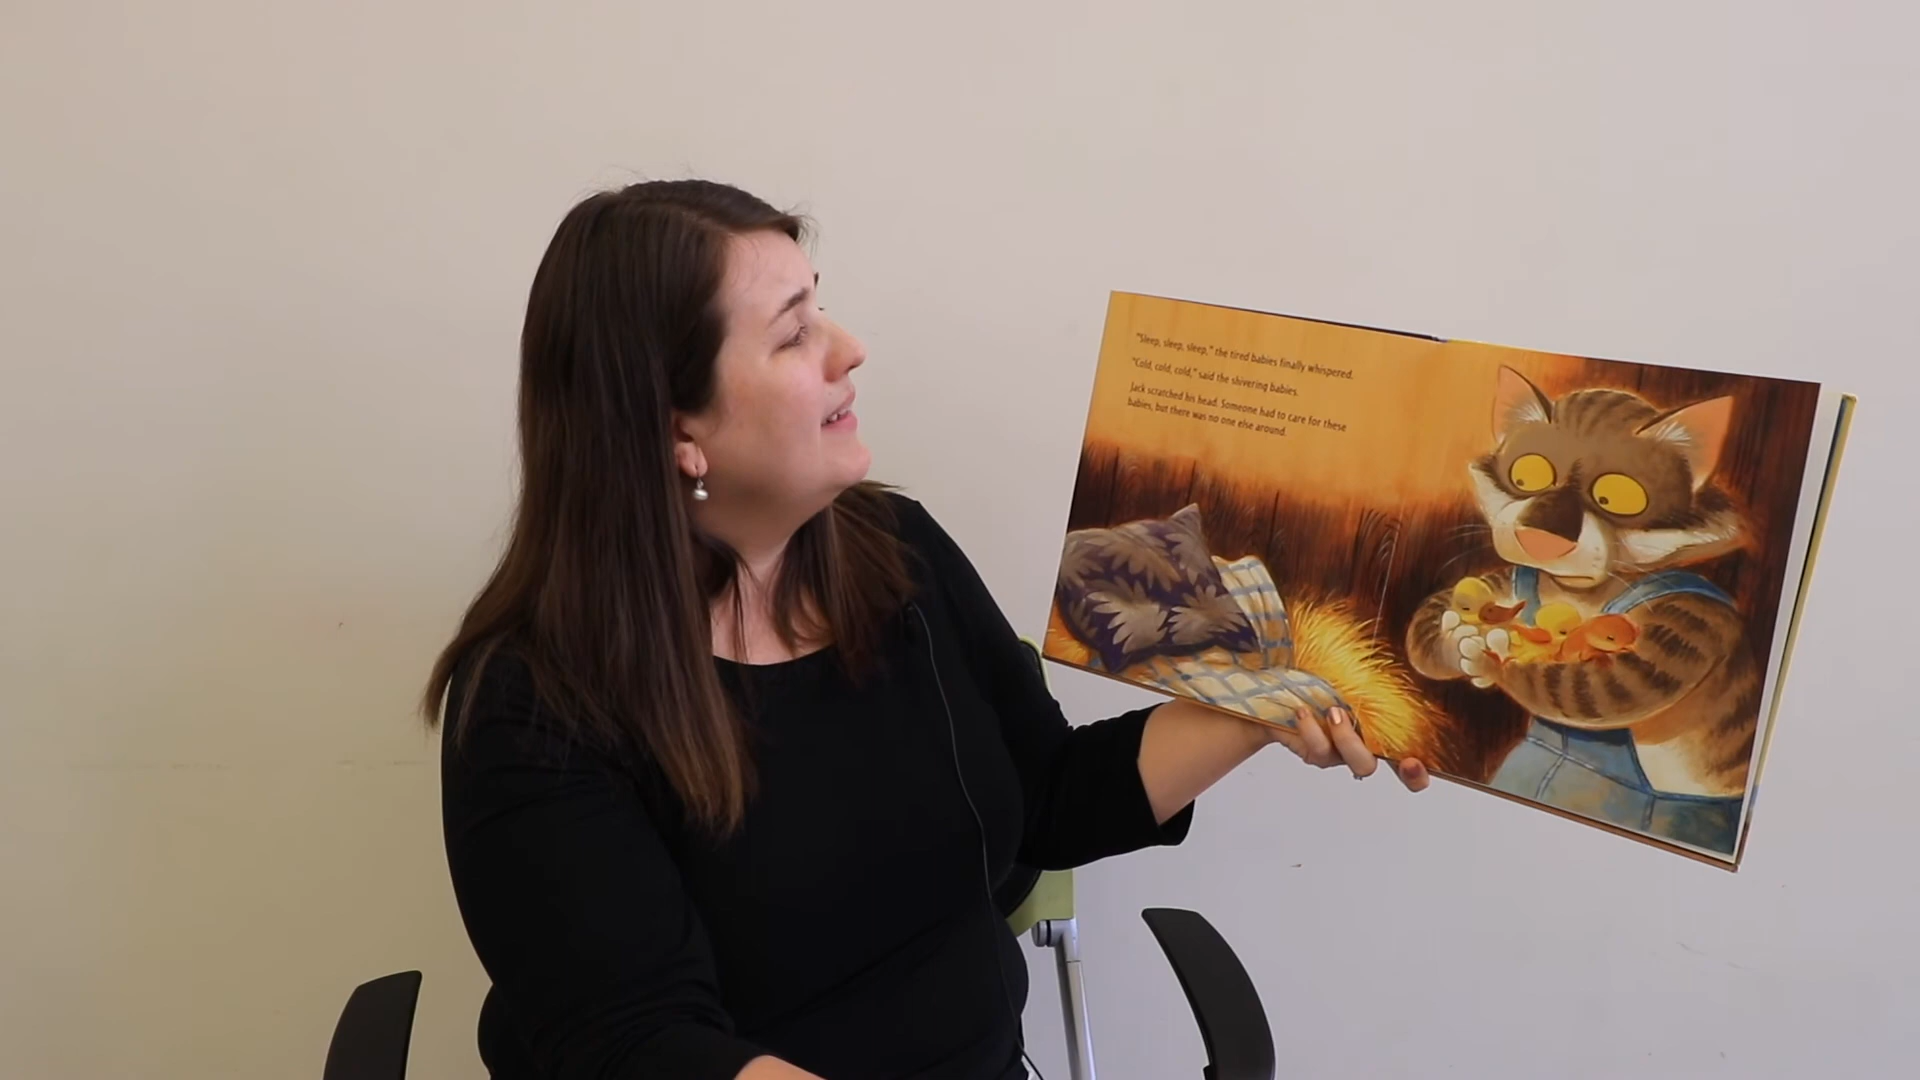 "Sleep, sleep, sleep," the tired babies finally whispered.
"Cold, cold, cold," said the shivering babies.
Jack scratched his head. Someone had to care for these
babies, but there was no one else around.